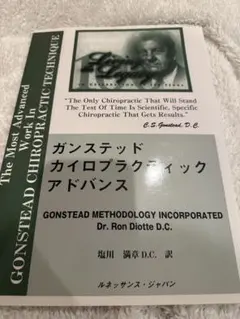 The Most Advanced
Work In
GONSTEAD CHIROPRACTIC TECHNIQUE
"The Only Chiropractic That Will Stand
The Test Of Time Is Scientific, Specific
Chiropractic That Gets Results."
C.S. Gonstead, D.C.
ガンステッド
カイロプラクティック
アドバンス
GONSTEAD METHODOLOGY INCORPORATED
Dr. Ron Diotte D.C.
塩川 満章D.C. 訳
ルネッサンス・ジャパン